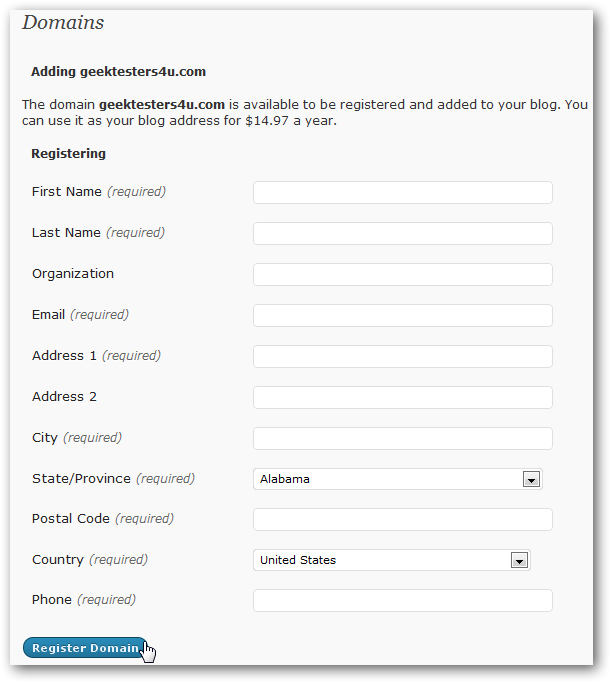 Domains
Adding geektesters4u.com
The domain geektesters4u.com is available to be registered and added to your blog. You
can use it as your blog address for $14.97 a year.
Registering
First Name (required)
Last Name (required)
Organization
Email (required)
Address 1 (required)
Address 2
City (required)
State/Province (required) Alabama
Postal Code (required)
Country (required) United States
Phone (required)
Register Domain